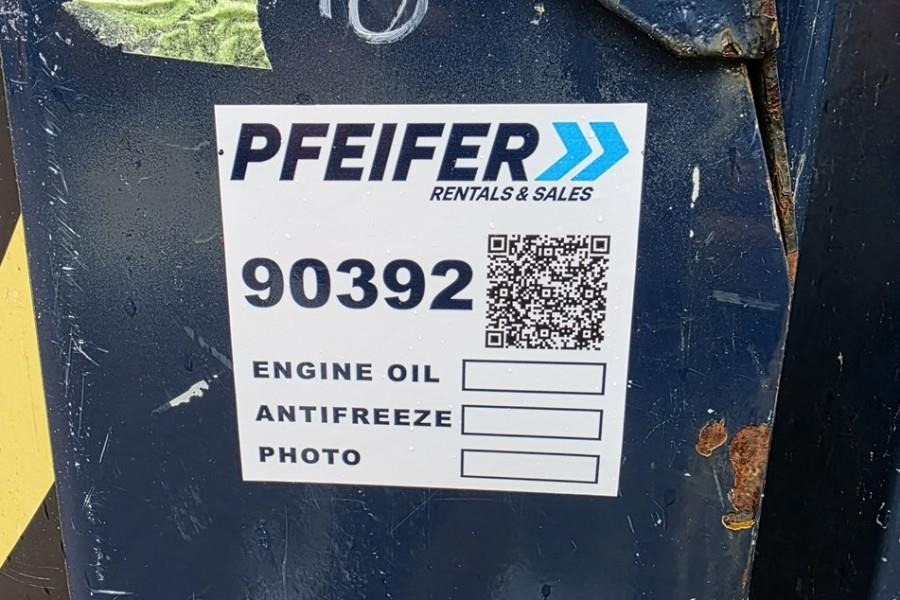 PFEIFER
RENTALS & SALES
90392
ENGINE OIL
ANTIFREEZE
PHOTO